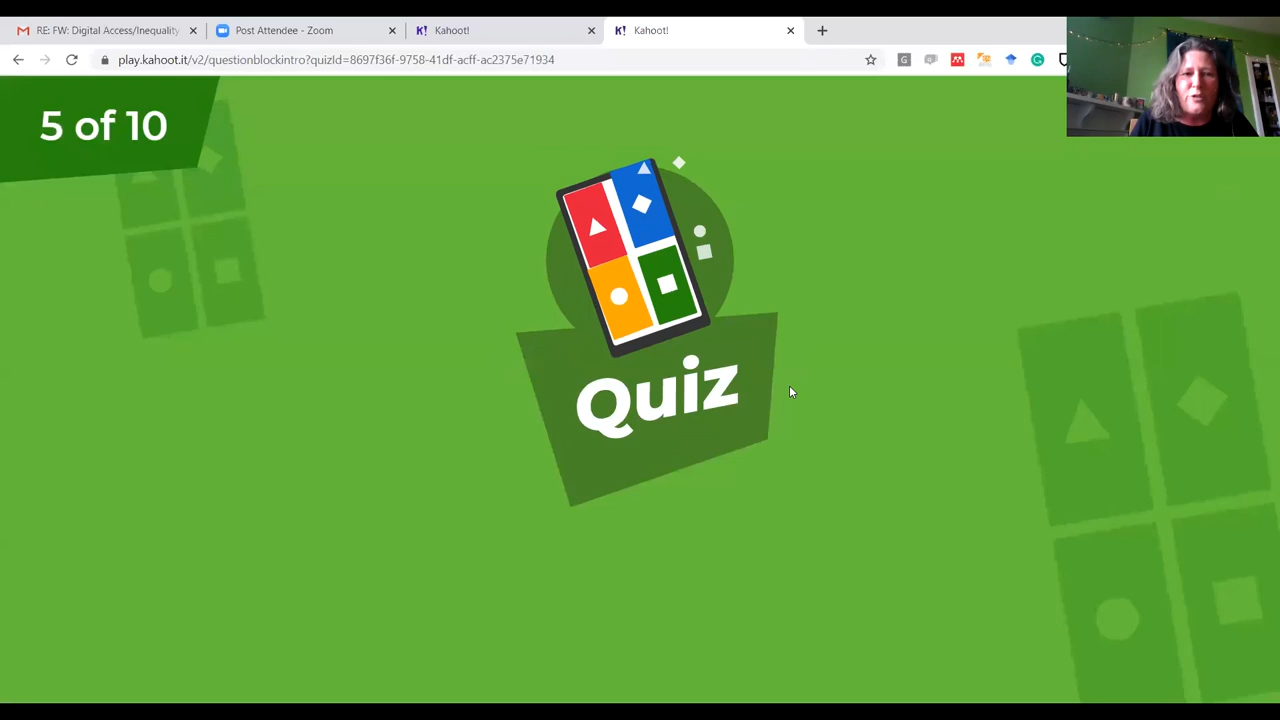 RE: FW: Digital Access/Inequality
Post Attendee - Zoom
K! Kahoot!
K! Kahoot!
play.kahoot.it/v2/questionblockintro?quizId=8697f36f-9758-41df-acff-ac2375e71934
5 of 10
Quiz